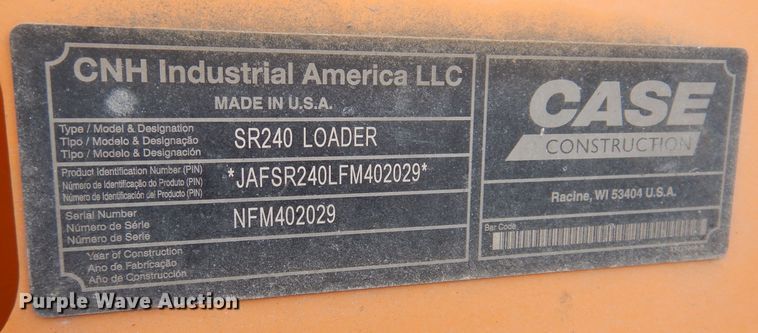 CNH Industrial America LLC
MADE IN U.S.A.
Type / Model & Designation
Tipo / Modelo & Designação
Tipo / Modelo & Designación
SR240 LOADER
Product Identification Number (PIN)
Número de Identificação do Produto (PIN)
Número de Identificación del Producto (PIN)
*JAFSR240LFM402029*
Serial Number
Número de Série
Número de Serie
NFM402029
Year of Construction
Ano de Fabricação
Año de Construcción
CASE
CONSTRUCTION
Racine, WI 53404 U.S.A.
Bar Code
Purple Wave Auction